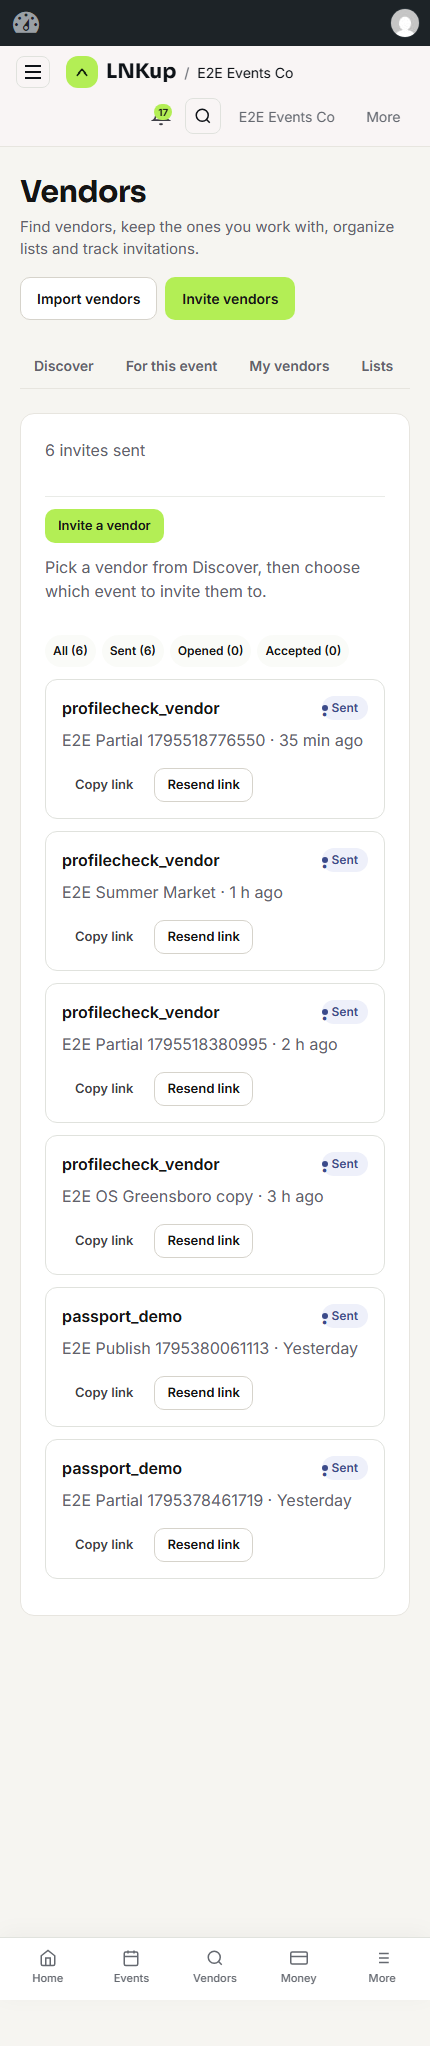 LNKup / E2E Events Co
17
E2E Events Co
More
Vendors
Find vendors, keep the ones you work with, organize
lists and track invitations.
Import vendors
Invite vendors
Discover
For this event
My vendors
Lists
6 invites sent
Invite a vendor
Pick a vendor from Discover, then choose
which event to invite them to.
All (6)
Sent (6)
Opened (0)
Accepted (0)
profilecheck_vendor
Sent
E2E Partial 1795518776550 · 35 min ago
Copy link
Resend link
profilecheck_vendor
Sent
E2E Summer Market · 1 h ago
Copy link
Resend link
profilecheck_vendor
Sent
E2E Partial 1795518380995 · 2 h ago
Copy link
Resend link
profilecheck_vendor
Sent
E2E OS Greensboro copy · 3 h ago
Copy link
Resend link
passport_demo
Sent
E2E Publish 1795380061113 · Yesterday
Copy link
Resend link
passport_demo
Sent
E2E Partial 1795378461719 · Yesterday
Copy link
Resend link
Home
Events
Vendors
Money
More